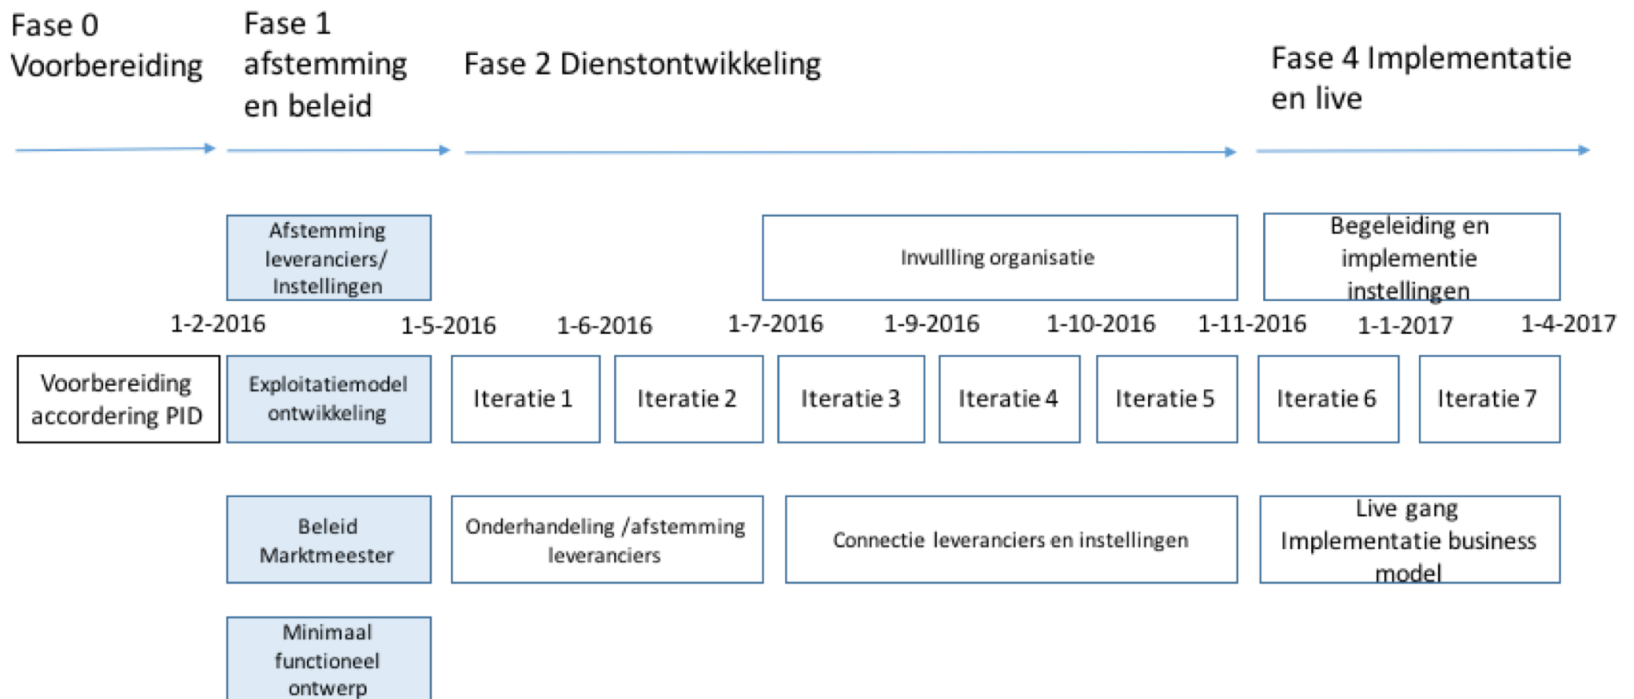 Fase 0
Voorbereiding
Fase 1
afstemming
en beleid
Fase 2 Dienstontwikkeling
Fase 4 Implementatie
en live
Afstemming
leveranciers/
Instellingen
Invullling organisatie
Begeleiding en
implementie
instellingen
1-2-2016
1-5-2016
1-6-2016
1-7-2016
1-9-2016
1-10-2016
1-11-2016
1-1-2017
1-4-2017
Voorbereiding
accordering PID
Exploitatiemodel
ontwikkeling
Iteratie 1
Iteratie 2
Iteratie 3
Iteratie 4
Iteratie 5
Iteratie 6
Iteratie 7
Beleid
Marktmeester
Onderhandeling /afstemming
leveranciers
Connectie leveranciers en instellingen
Live gang
Implementatie business
model
Minimaal
functioneel
ontwerp